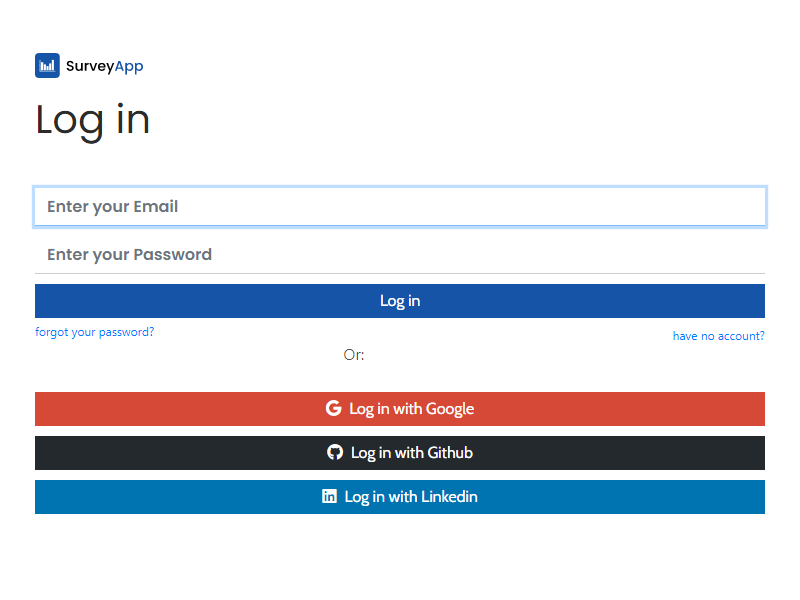 SurveyApp
Log in
Enter your Email
Enter your Password
Log in
forgot your password?
have no account?
Or:
Log in with Google
Log in with Github
Log in with Linkedin